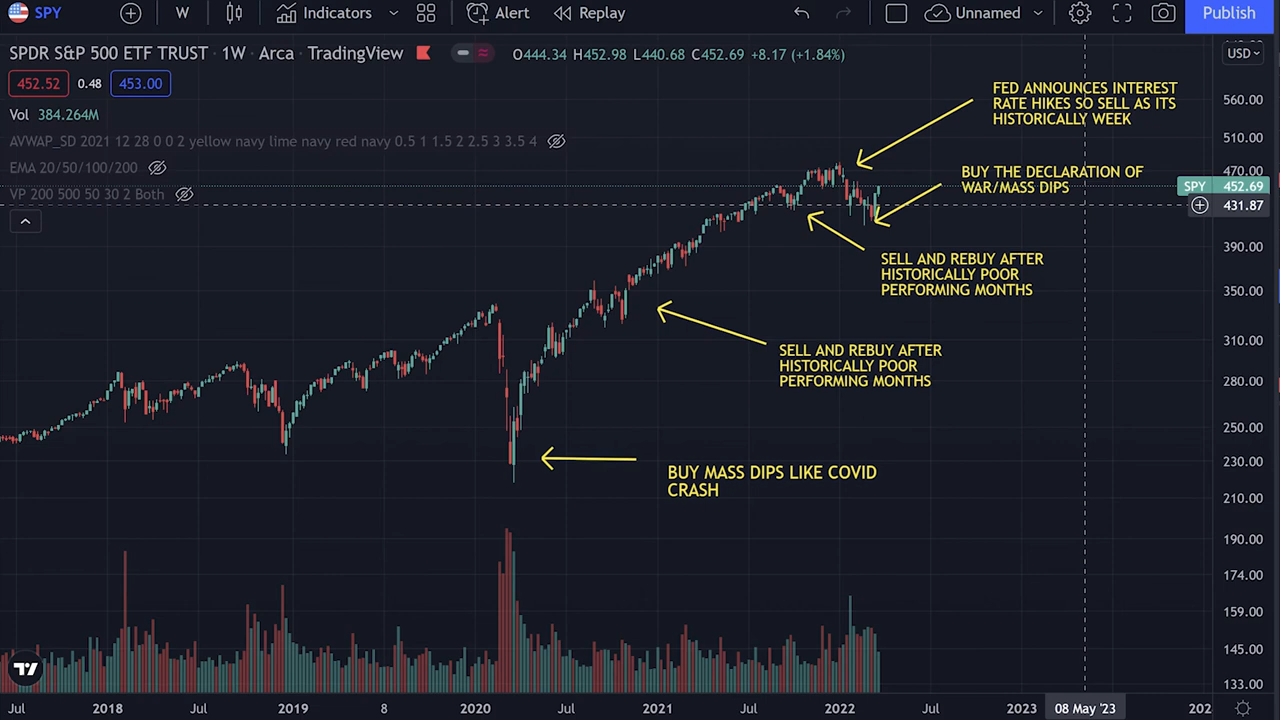 SPY
W
Indicators
Alert
Replay
Unnamed
Publish
SPDR S&P 500 ETF TRUST · 1W · Arca · TradingView
O444.34 H452.98 L440.68 C452.69 +8.17 (+1.84%)
USD
452.52 0.48 453.00
Vol 384.264M
AVWAP_SD 2021 12 28 0 0 2 yellow navy lime navy red navy 0.5 1 1.5 2 2.5 3 3.5 4
EMA 20/50/100/200
VP 200 500 50 30 2 Both
FED ANNOUNCES INTEREST
RATE HIKES SO SELL AS ITS
HISTORICALLY WEEK
BUY THE DECLARATION OF
WAR/MASS DIPS
SELL AND REBUY AFTER
HISTORICALLY POOR
PERFORMING MONTHS
SELL AND REBUY AFTER
HISTORICALLY POOR
PERFORMING MONTHS
BUY MASS DIPS LIKE COVID
CRASH
560.00
510.00
470.00
SPY 452.69
431.87
390.00
350.00
310.00
280.00
250.00
230.00
210.00
190.00
174.00
159.00
145.00
133.00
Jul 2018 Jul 2019 8 2020 Jul 2021 Jul 2022 Jul 2023 08 May '23